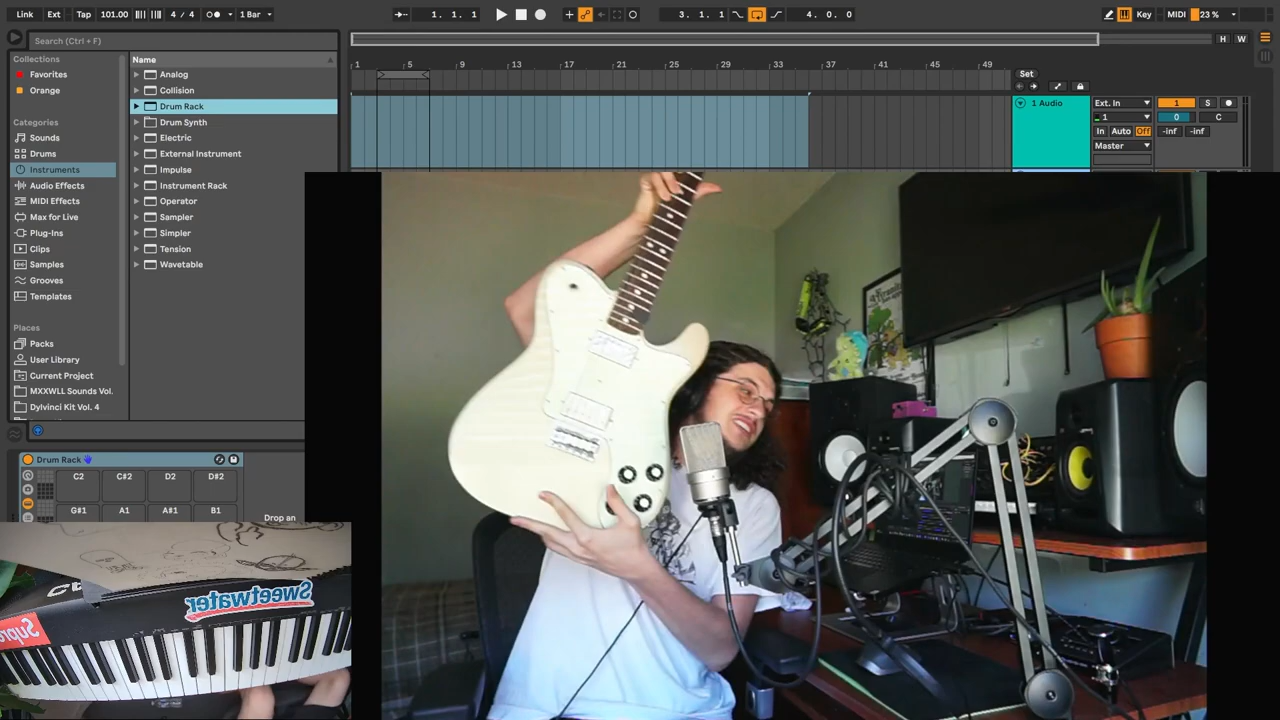 Link Ext Tap 101.00 4 / 4 1 Bar 1. 1. 1 3. 1. 1 4. 0. 0 Key MIDI 23 %
Search (Ctrl + F)
H W
Collections
Favorites
Orange
Categories
Sounds
Drums
Instruments
Audio Effects
MIDI Effects
Max for Live
Plug-Ins
Clips
Samples
Grooves
Templates
Places
Packs
User Library
Current Project
MXXWLL Sounds Vol.
Dylvinci Kit Vol. 4
Name
Analog
Collision
Drum Rack
Drum Synth
Electric
External Instrument
Impulse
Instrument Rack
Operator
Sampler
Simpler
Tension
Wavetable
1 5 9 13 17 21 25 29 33 37 41 45 49
Set
1 Audio
Ext. In 1 S
1 0 C
In Auto Off -inf -inf
Master
Drum Rack
C2 C#2 D2 D#2
G#1 A1 A#1 B1
Drop an
Sweetwater
Supre